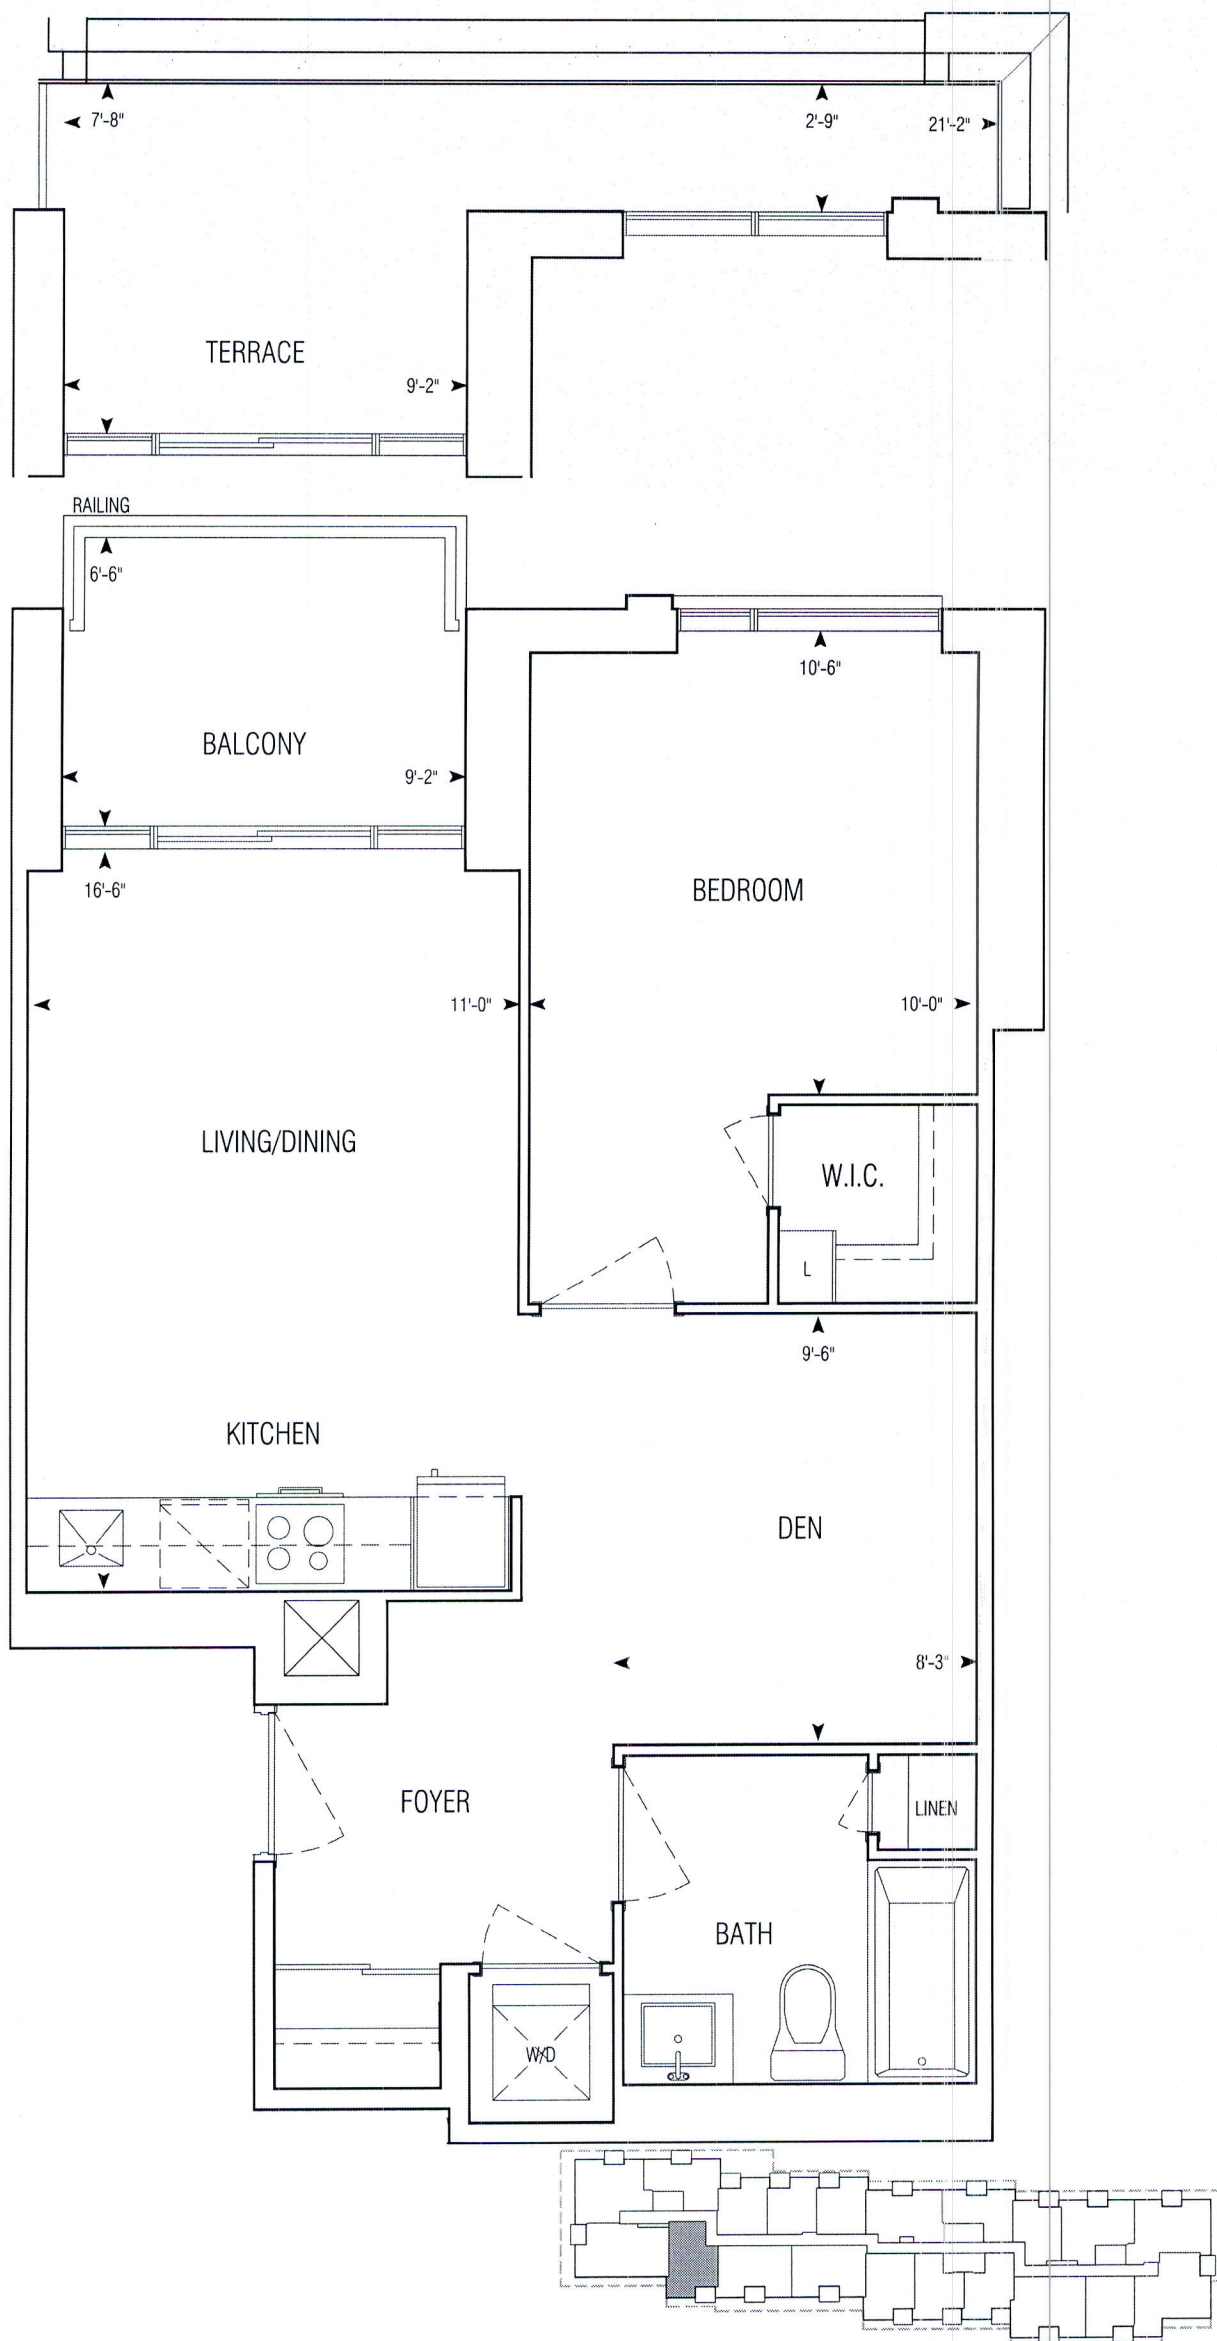 7'-8"
2'-9"
21'-2"
TERRACE
9'-2"
RAILING
6'-6"
10'-6"
BALCONY
9'-2"
16'-6"
BEDROOM
11'-0"
10'-0"
LIVING/DINING
W.I.C.
L
9'-6"
KITCHEN
DEN
8'-3"
FOYER
LINEN
BATH
W/D